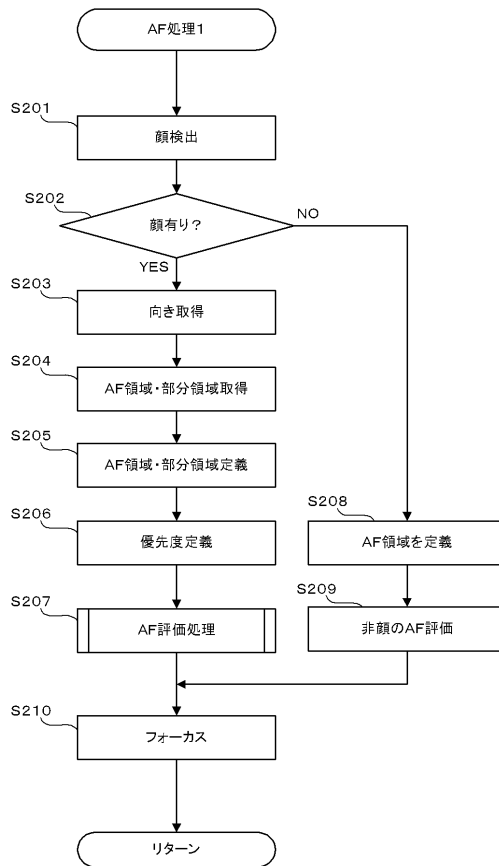 AF処理1
S201
顔検出
S202
顔有り?
NO
YES
S203
向き取得
S204
AF領域・部分領域取得
S205
AF領域・部分領域定義
S206
優先度定義
S208
AF領域を定義
S207
AF評価処理
S209
非顔のAF評価
S210
フォーカス
リターン